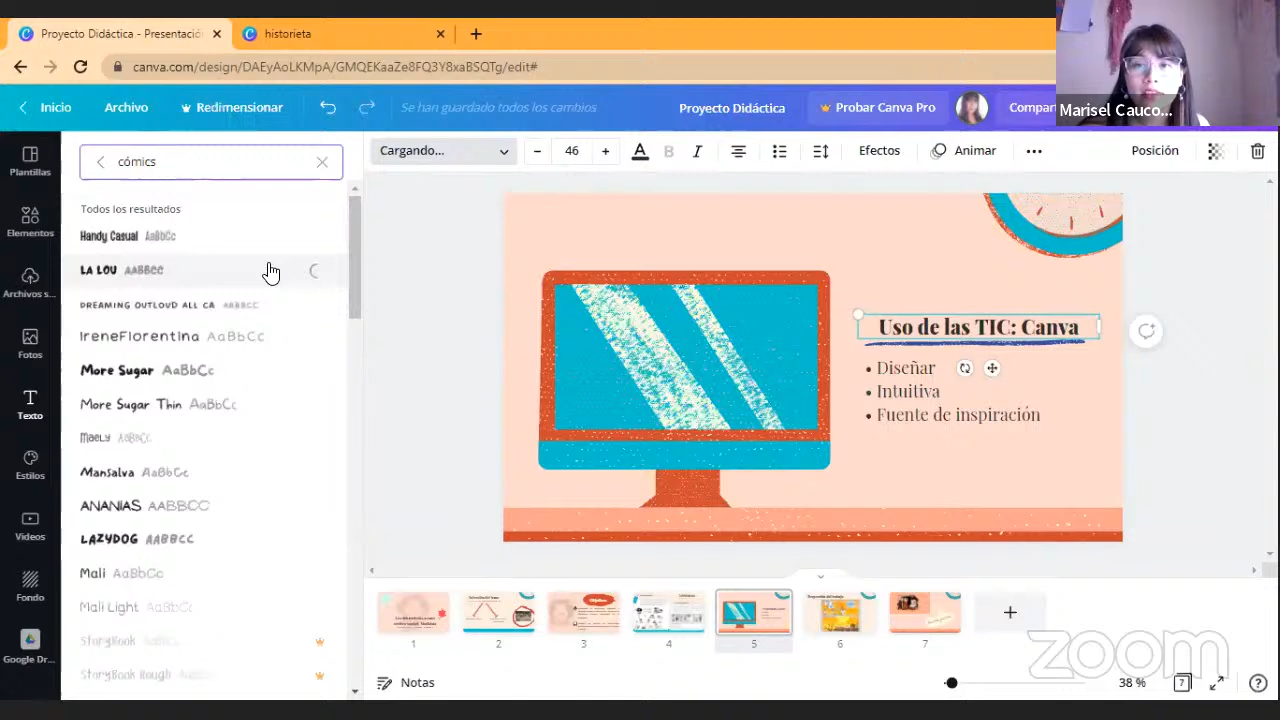 Proyecto Didáctica - Presentació
historieta
canva.com/design/DAEyAoLKMpA/GMQEKaaZe8FQ3Y8xaBSQTg/edit#
Marisel Cauco...
Inicio
Archivo
Redimensionar
Se han guardado todos los cambios
Proyecto Didáctica
Probar Canva Pro
Compar
cómics
Cargando...
46
A
B
I
Efectos
Animar
Posición
Plantillas
Elementos
Archivos s...
Fotos
Texto
Estilos
Videos
Fondo
Google Dr...
Todos los resultados
Handy Casual AaBbCc
LA LOU AABBCC
DREAMING OUTLOUD ALL CA AABBCC
IreneFlorentina AaBbCc
More Sugar AaBbCc
More Sugar Thin AaBbCc
Maely AaBbCc
Mansalva AaBbCc
ANANIAS AABBCC
LAZYDOG AABBCC
Mali AaBbCc
Mali Light AaBbCc
StoryBook AaBbCc
StoryBook Rough AaBbCc
Uso de las TIC: Canva
• Diseñar
• Intuitiva
• Fuente de inspiración
1
2
3
4
5
6
7
zoom
Notas
38 %
7